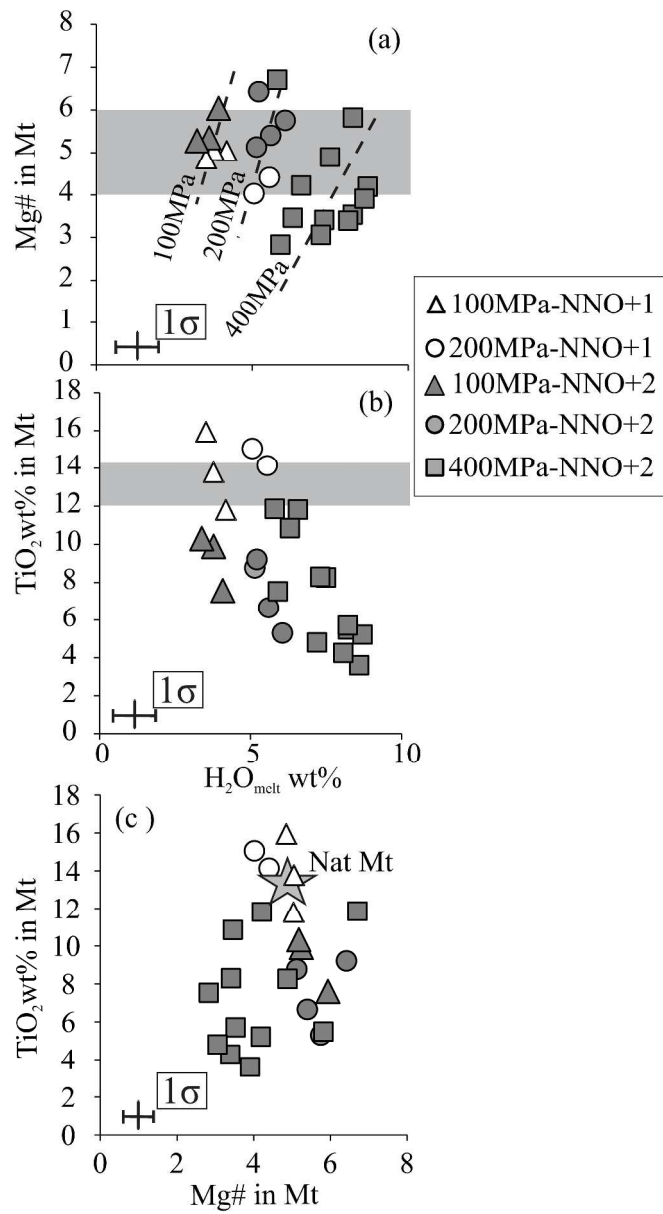 (a)
8
7
6
5
4
3
2
1
0
Mg# in Mt
100MPa
200MPa
400MPa
1σ
△ 100MPa-NNO+1
○ 200MPa-NNO+1
▲ 100MPa-NNO+2
● 200MPa-NNO+2
■ 400MPa-NNO+2
(b)
18
16
14
12
10
8
6
4
2
0
TiO₂wt% in Mt
1σ
0 5 10
H₂Omelt wt%
(c )
18
16
14
12
10
8
6
4
2
0
TiO₂wt% in Mt
Nat Mt
1σ
0 2 4 6 8
Mg# in Mt